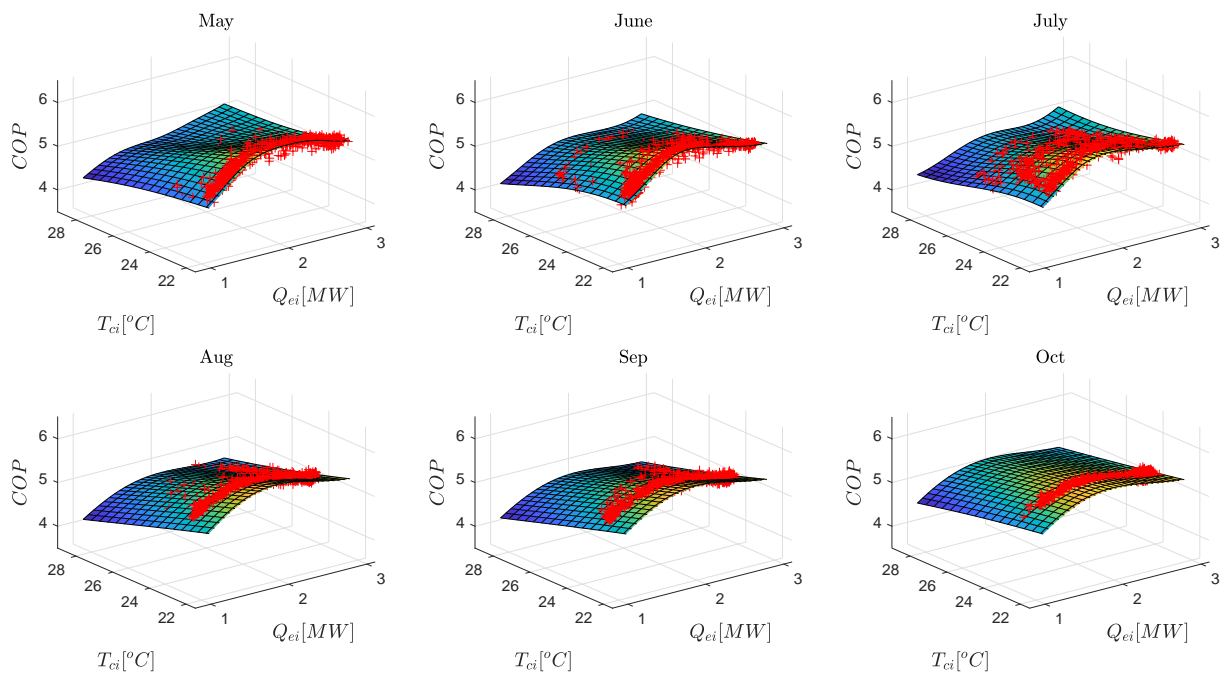 May
6
5
4
COP
28
26
24
22
1
2
3
Q_{ei}[MW]
T_{ci}[^oC]
June
6
5
4
COP
28
26
24
22
1
2
3
Q_{ei}[MW]
T_{ci}[^oC]
July
6
5
4
COP
28
26
24
22
1
2
3
Q_{ei}[MW]
T_{ci}[^oC]
Aug
6
5
4
COP
28
26
24
22
1
2
3
Q_{ei}[MW]
T_{ci}[^oC]
Sep
6
5
4
COP
28
26
24
22
1
2
3
Q_{ei}[MW]
T_{ci}[^oC]
Oct
6
5
4
COP
28
26
24
22
1
2
3
Q_{ei}[MW]
T_{ci}[^oC]